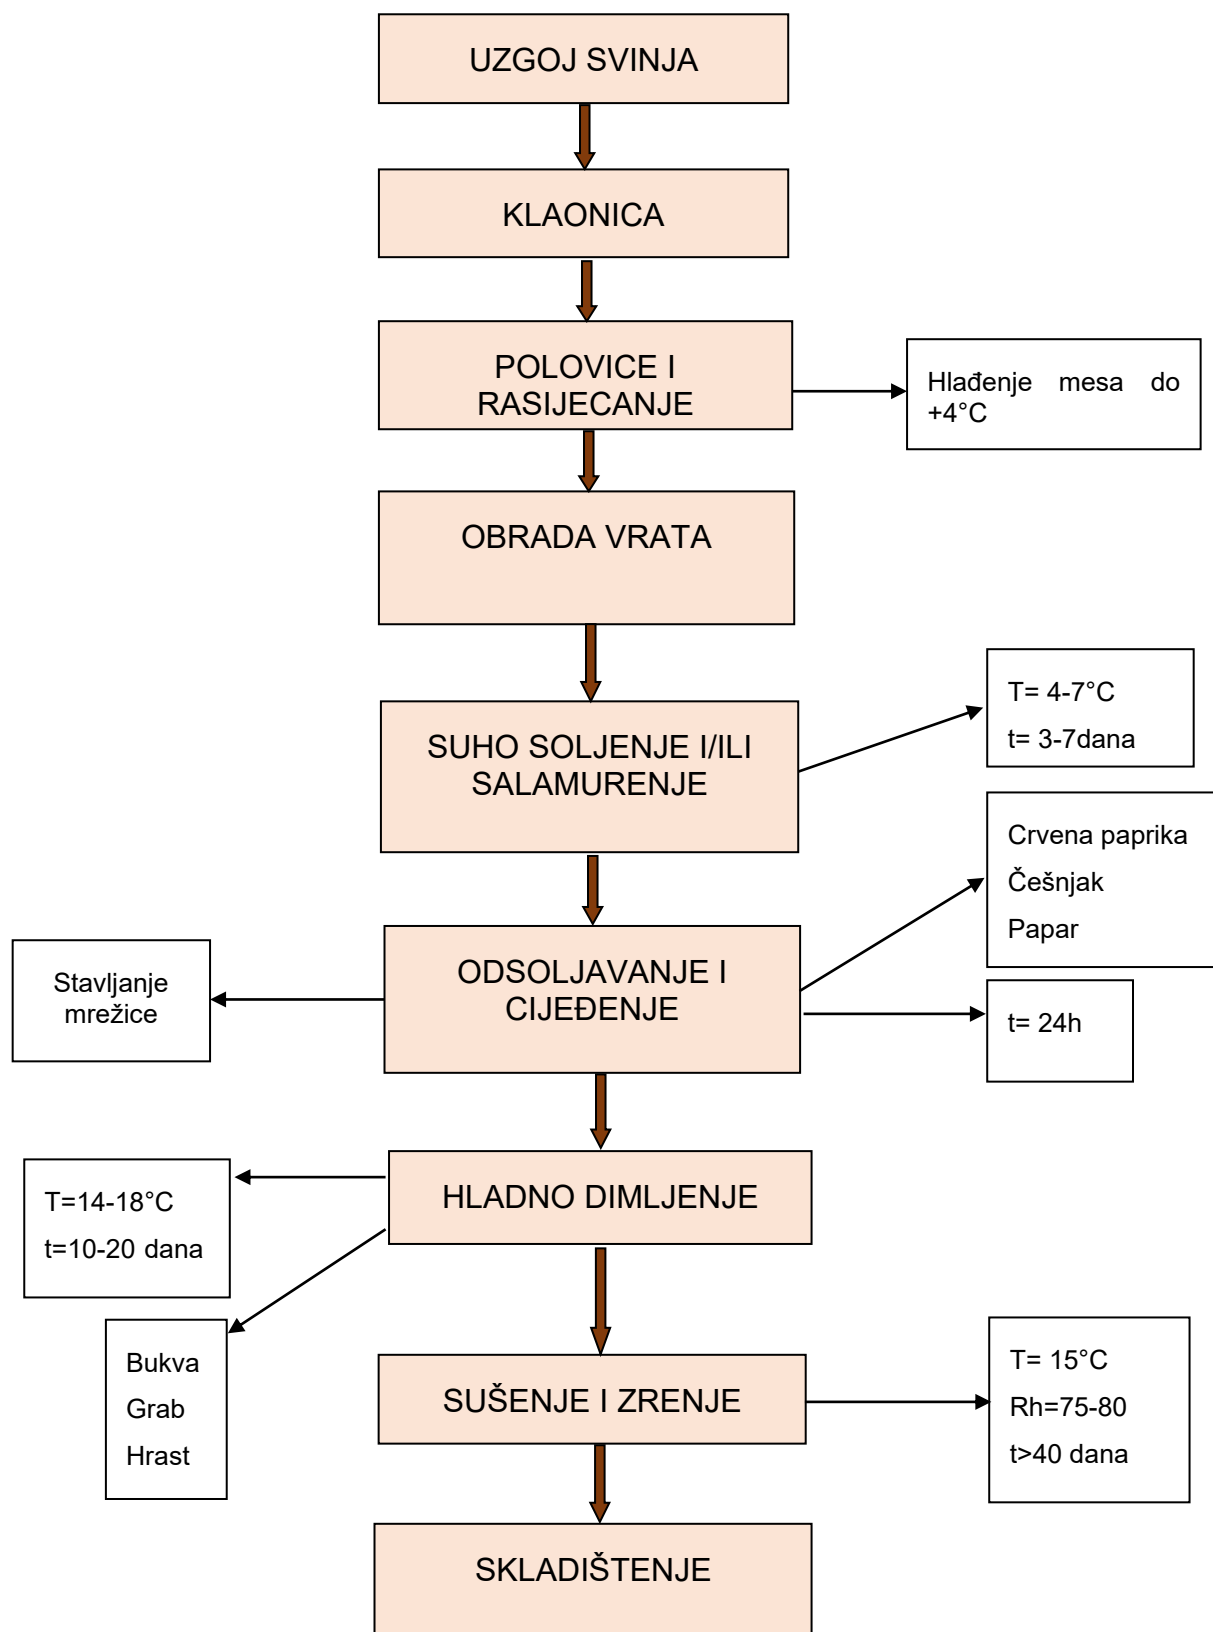 UZGOJ SVINJA
KLAONICA
POLOVICE I
RASIJECANJE
Hlađenje mesa do
+4°C
OBRADA VRATA
SUHO SOLJENJE I/ILI
SALAMURENJE
T= 4-7°C
t= 3-7dana
Crvena paprika
Češnjak
Papar
ODSOLJAVANJE I
CIJEĐENJE
Stavljanje
mrežice
t= 24h
HLADNO DIMLJENJE
T=14-18°C
t=10-20 dana
Bukva
Grab
Hrast
SUŠENJE I ZRENJE
T= 15°C
Rh=75-80
t>40 dana
SKLADIŠTENJE